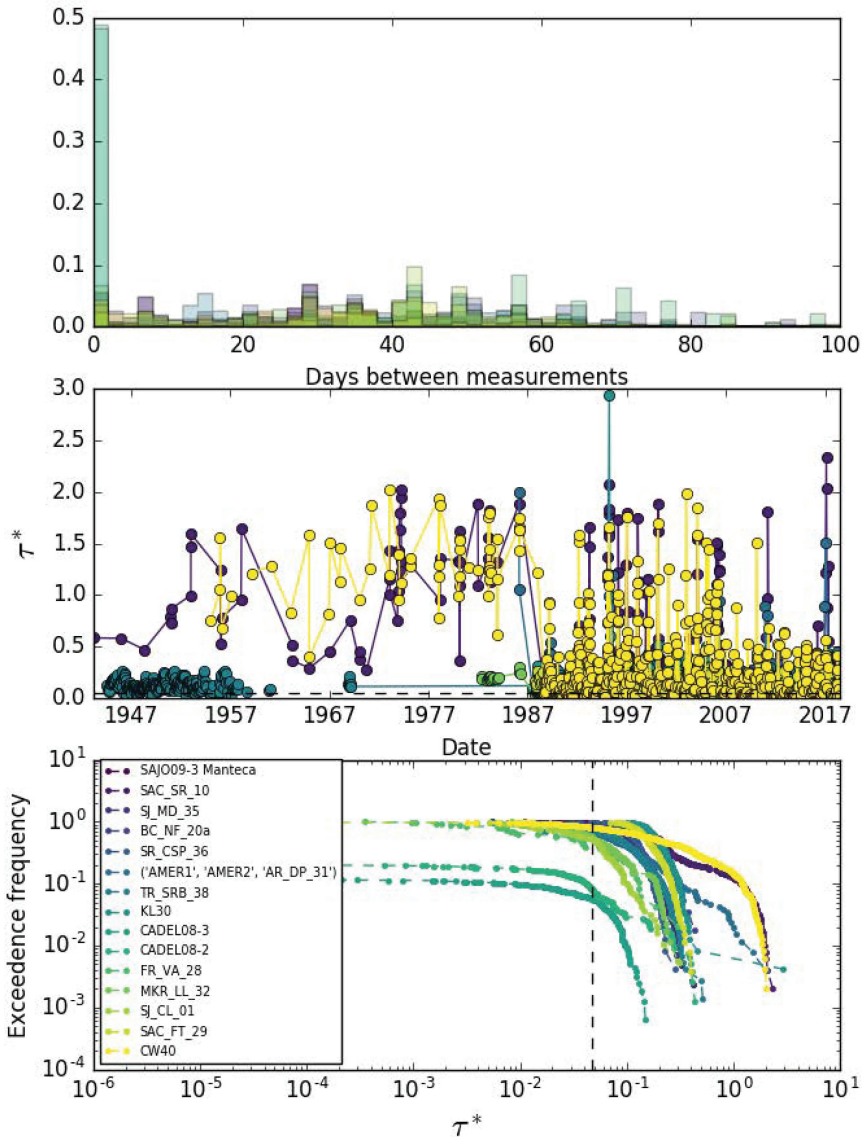 0.5
0.4
0.3
0.2
0.1
0.0
0 20 40 60 80 100
Days between measurements
3.0
2.5
2.0
1.5
1.0
0.5
0.0
τ*
1947 1957 1967 1977 1987 1997 2007 2017
Date
10¹
10⁰
10⁻¹
10⁻²
10⁻³
10⁻⁴
Exceedence frequency
SAJO09-3 Manteca
SAC_SR_10
SJ_MD_35
BC_NF_20a
SR_CSP_36
('AMER1', 'AMER2', 'AR_DP_31')
TR_SRB_38
KL30
CADEL08-3
CADEL08-2
FR_VA_28
MKR_LL_32
SJ_CL_01
SAC_FT_29
CW40
10⁻⁶ 10⁻⁵ 10⁻⁴ 10⁻³ 10⁻² 10⁻¹ 10⁰ 10¹
τ*